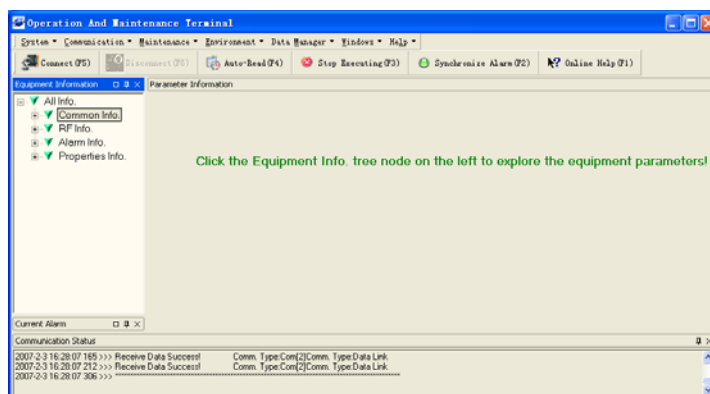 Operation And Maintenance Terminal
System Communication Maintenance Environment Data Manager Windows Help
Connect(F5) Disconnect(F6) Auto-Read(F4) Stop Executing(F3) Synchronize Alarm(F2) Online Help(F1)
Equipment Information Parameter Information
All Info.
Common Info.
RF Info.
Alarm Info.
Properties Info.
Click the Equipment Info. tree node on the left to explore the equipment parameters!
Current Alarm
Communication Status
2007-2-3 16:28:07 165 >>> Receive Data Success! Comm. Type:Com[2]Comm. Type:Data Link
2007-2-3 16:28:07 212 >>> Receive Data Success! Comm. Type:Com[2]Comm. Type:Data Link
2007-2-3 16:28:07 306 >>>